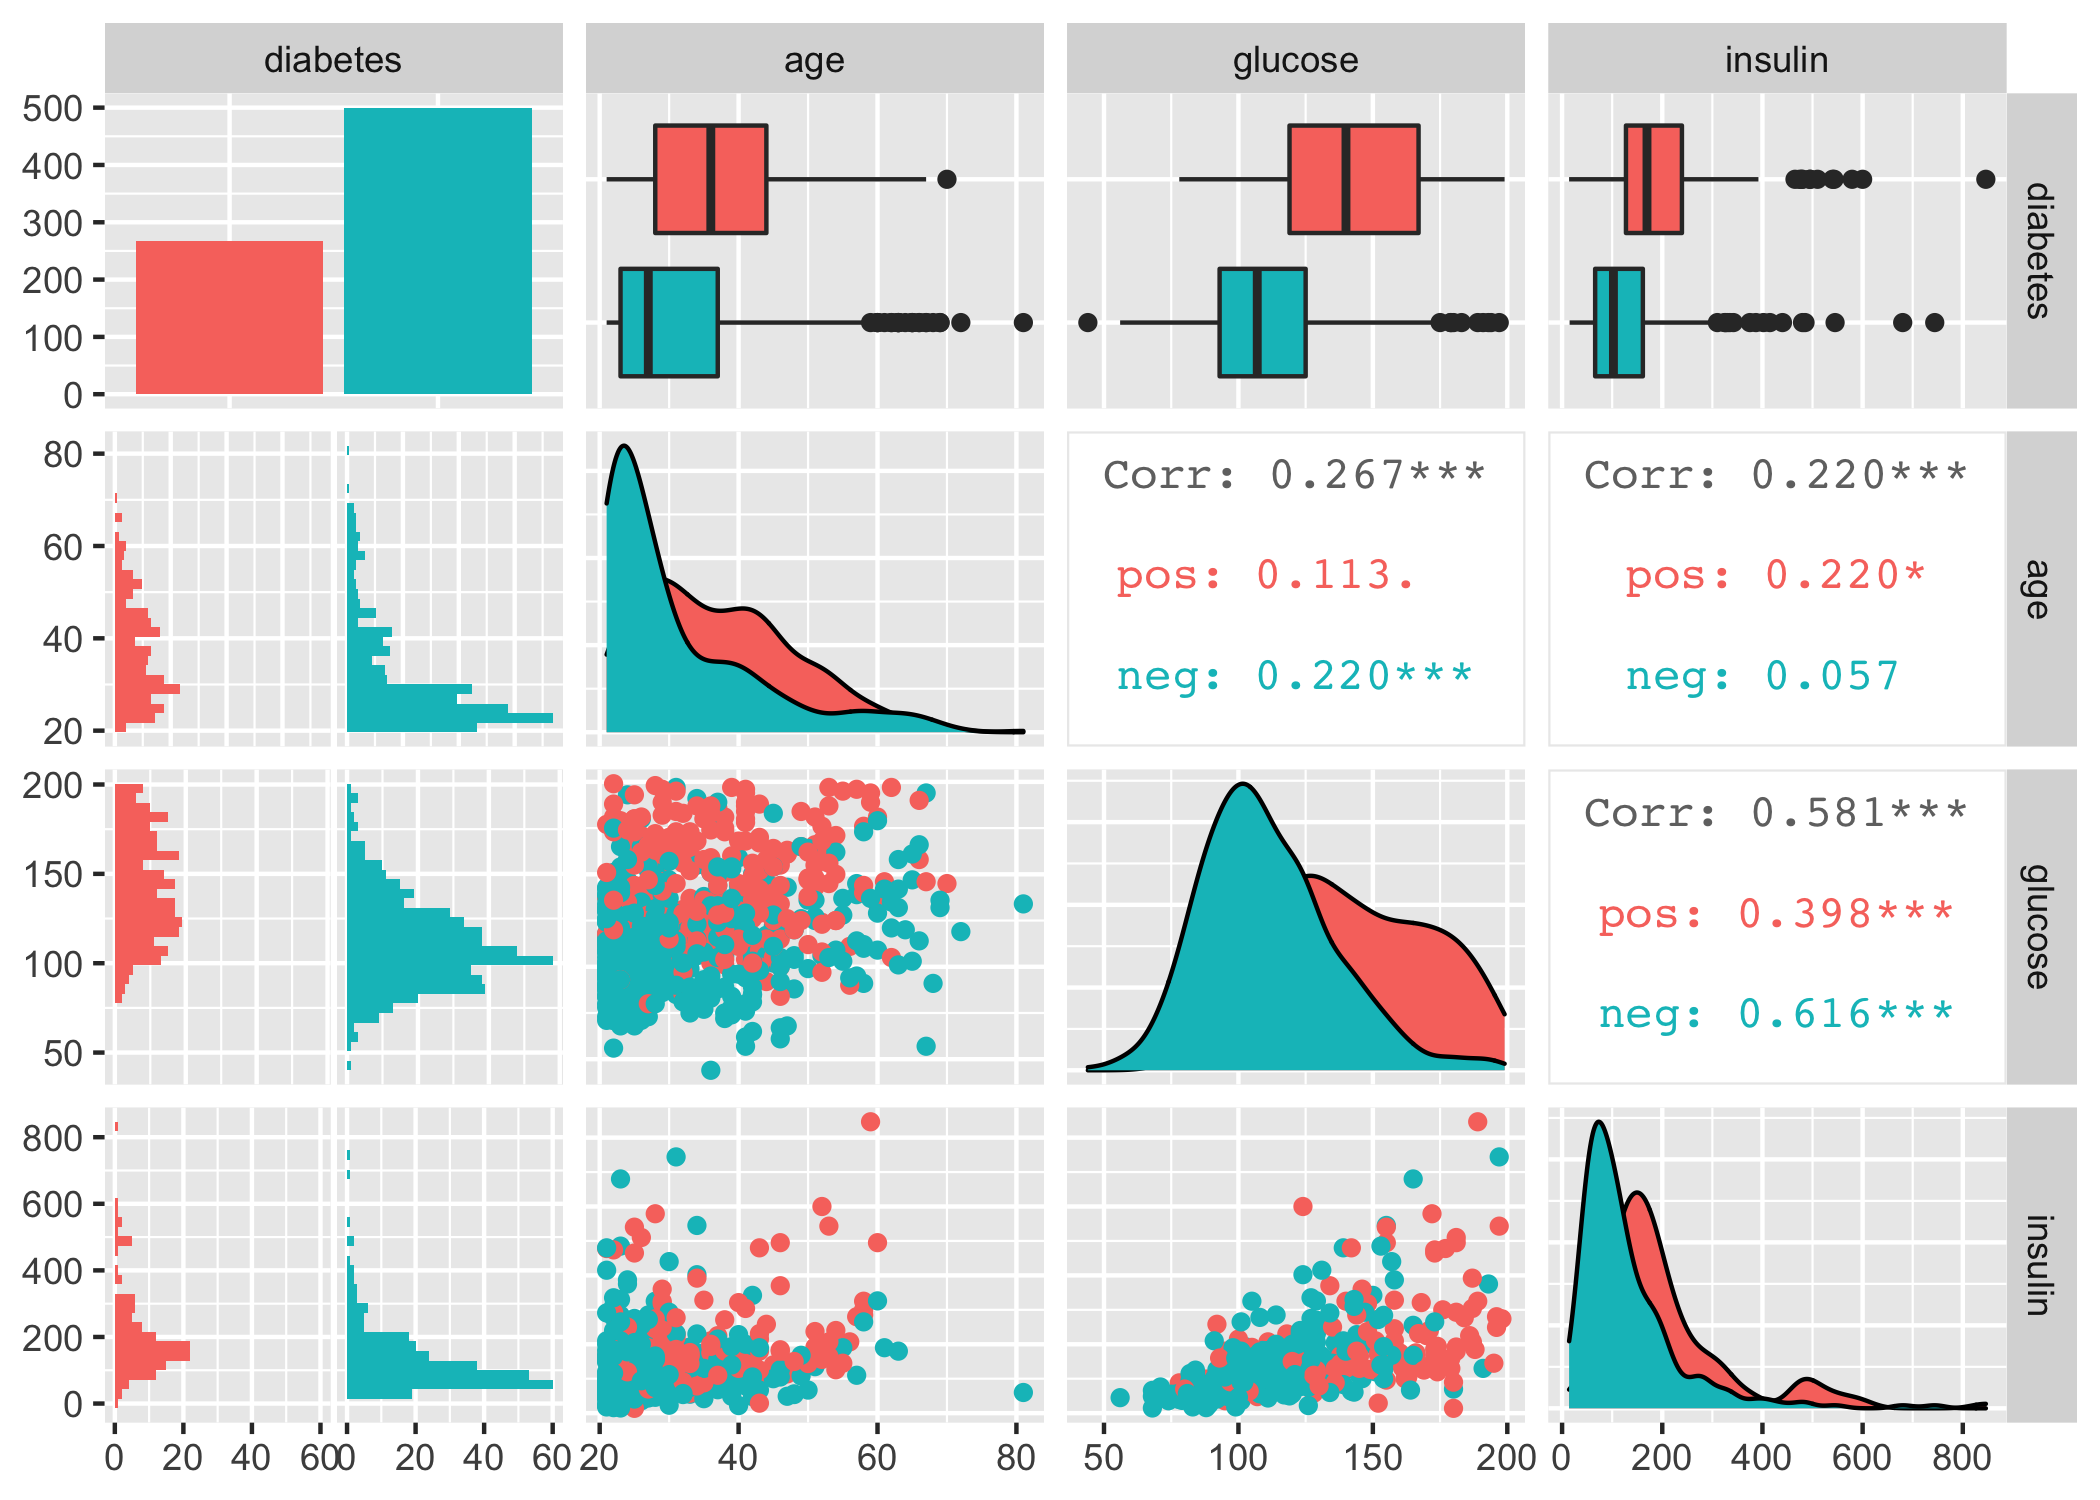 diabetes age glucose insulin
500
400
300
200
100
0
diabetes
80
60
40
20
Corr: 0.267***
pos: 0.113.
neg: 0.220***
Corr: 0.220***
pos: 0.220*
neg: 0.057
age
200
150
100
50
Corr: 0.581***
pos: 0.398***
neg: 0.616***
glucose
800
600
400
200
0
insulin
0 20 40 60 0 20 40 60 20 40 60 80 50 100 150 200 0 200 400 600 800